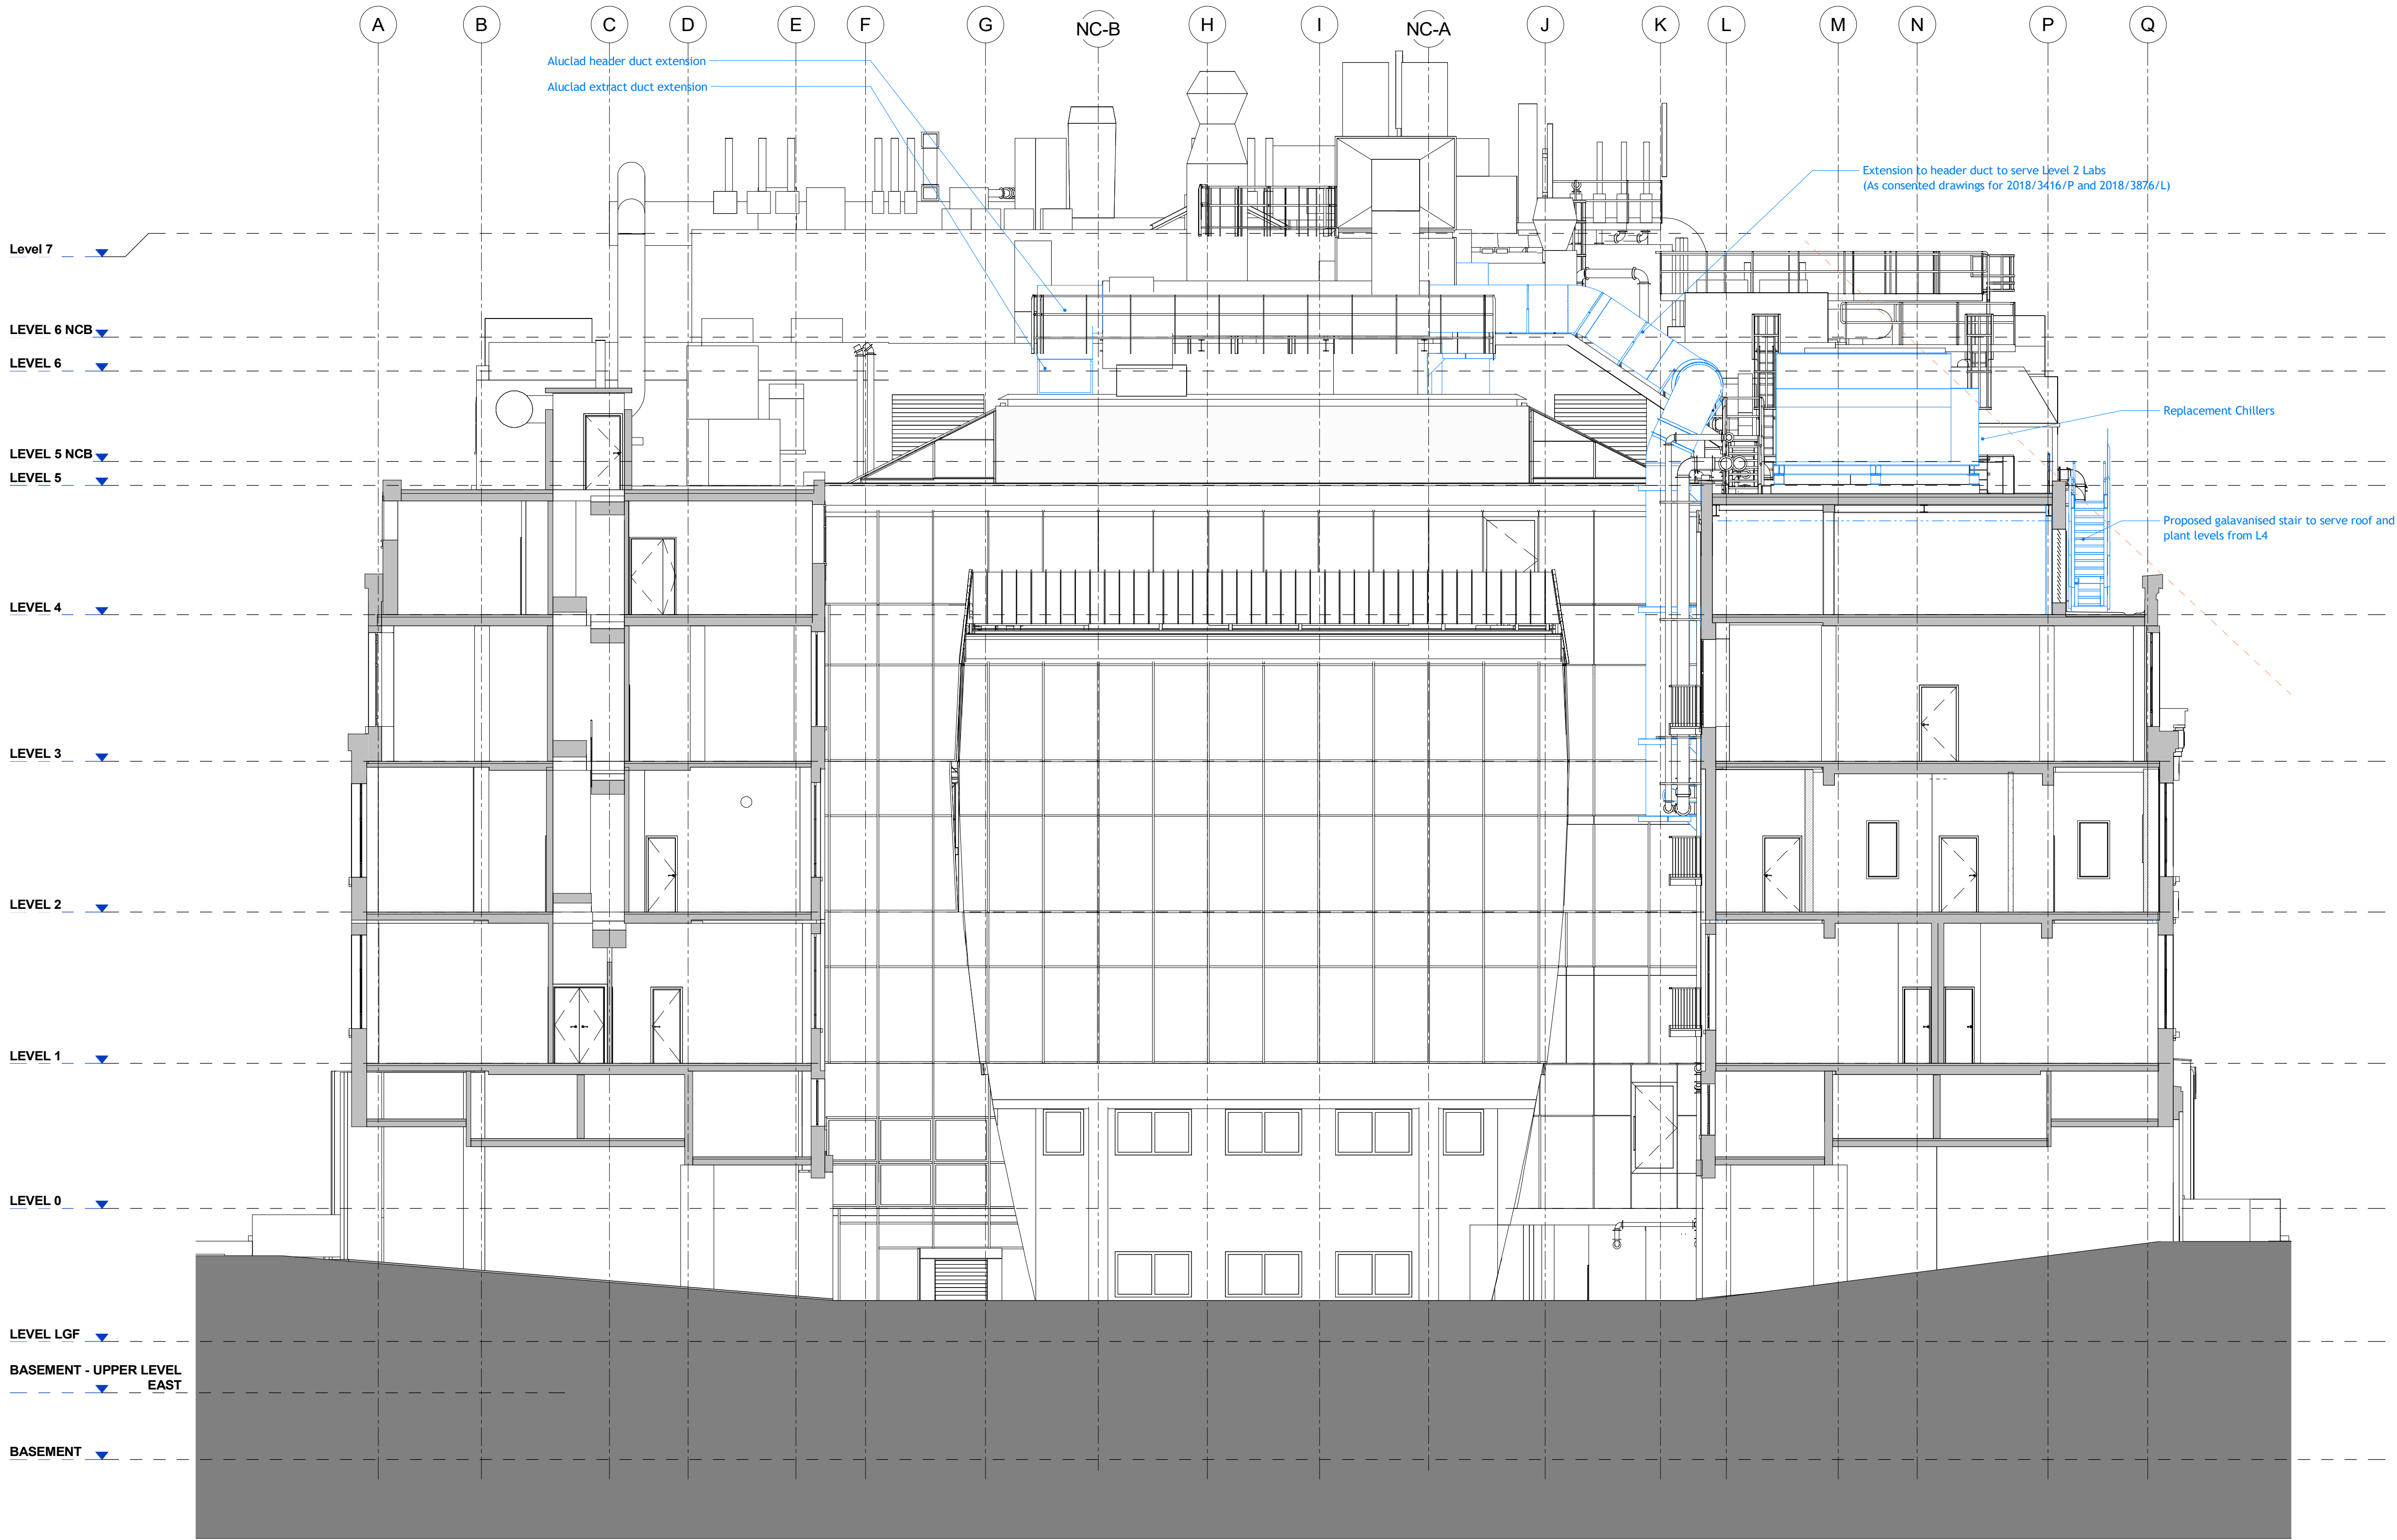 A
B
C
D
E
F
G
NC-B
H
I
NC-A
J
K
L
M
N
P
Q
Aluclad header duct extension
Aluclad extract duct extension
Extension to header duct to serve Level 2 Labs
(As consented drawings for 2018/3416/P and 2018/3876/L)
Level 7
LEVEL 6 NCB
LEVEL 6
Replacement Chillers
LEVEL 5 NCB
LEVEL 5
Proposed galavanised stair to serve roof and
plant levels from L4
LEVEL 4
LEVEL 3
LEVEL 2
LEVEL 1
LEVEL 0
LEVEL LGF
BASEMENT - UPPER LEVEL
EAST
BASEMENT